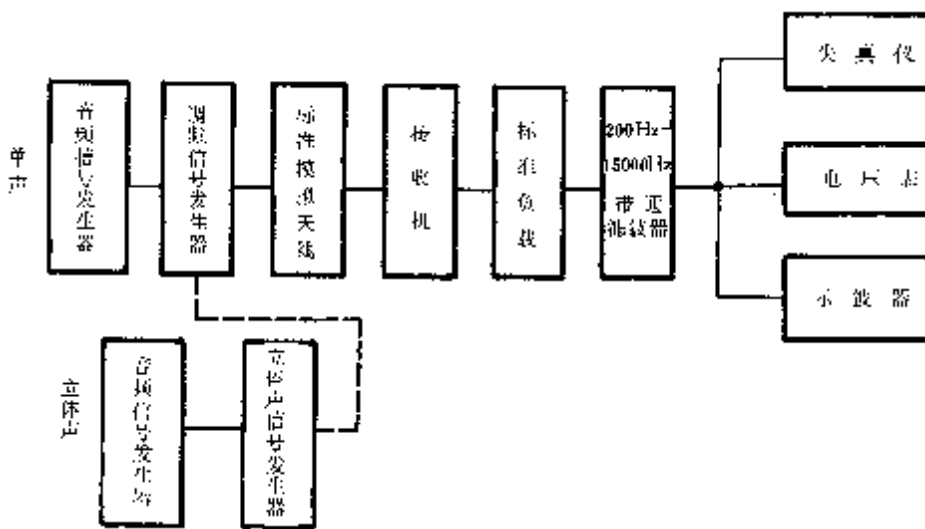 单声
音频信号发生器
调频信号发生器
标准模拟天线
接收机
标准负载
200Hz—
15000Hz
带通
滤波器
失真仪
电压表
示波器
立体声
音频信号发生器
立体声信号发生器